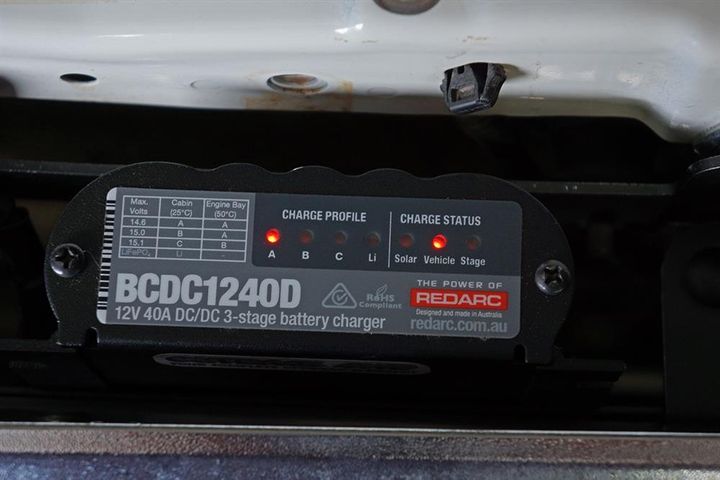 Max. Volts Cabin (25°C) Engine Bay (50°C)
14.6 A A
15.0 B A
15.1 C B
LiFePO₄ Li -
CHARGE PROFILE
A B C Li
CHARGE STATUS
Solar Vehicle Stage
BCDC1240D
12V 40A DC/DC 3-stage battery charger
RoHS
Compliant
THE POWER OF
REDARC
Designed and made in Australia
redarc.com.au